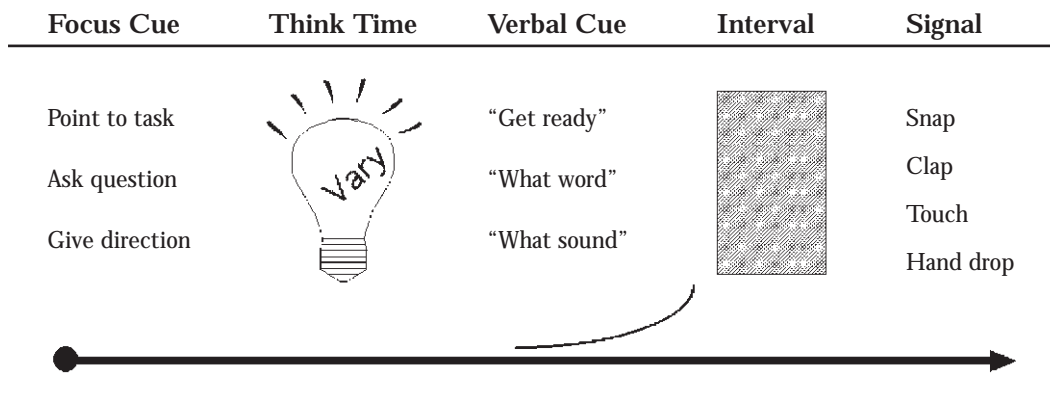 Focus Cue Think Time Verbal Cue Interval Signal
Point to task
Ask question
Give direction
Vary
“Get ready”
“What word”
“What sound”
Snap
Clap
Touch
Hand drop